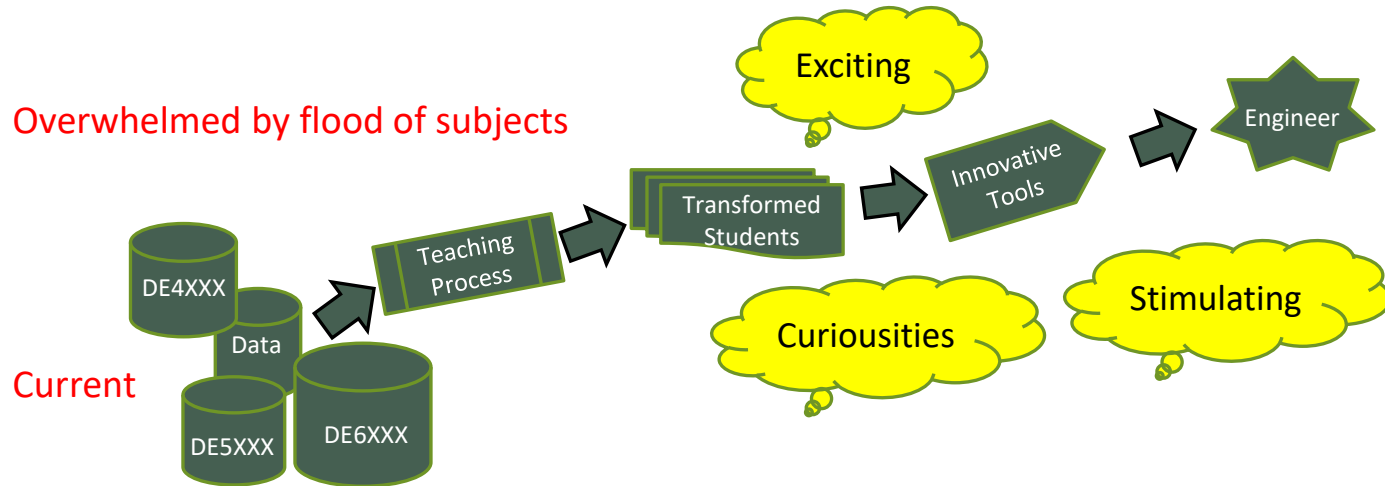 Exciting
Engineer
Overwhelmed by flood of subjects
Innovative
Tools
Transformed
Students
Teaching
Process
DE4XXX
Data
Curiousities
Stimulating
Current
DE5XXX
DE6XXX